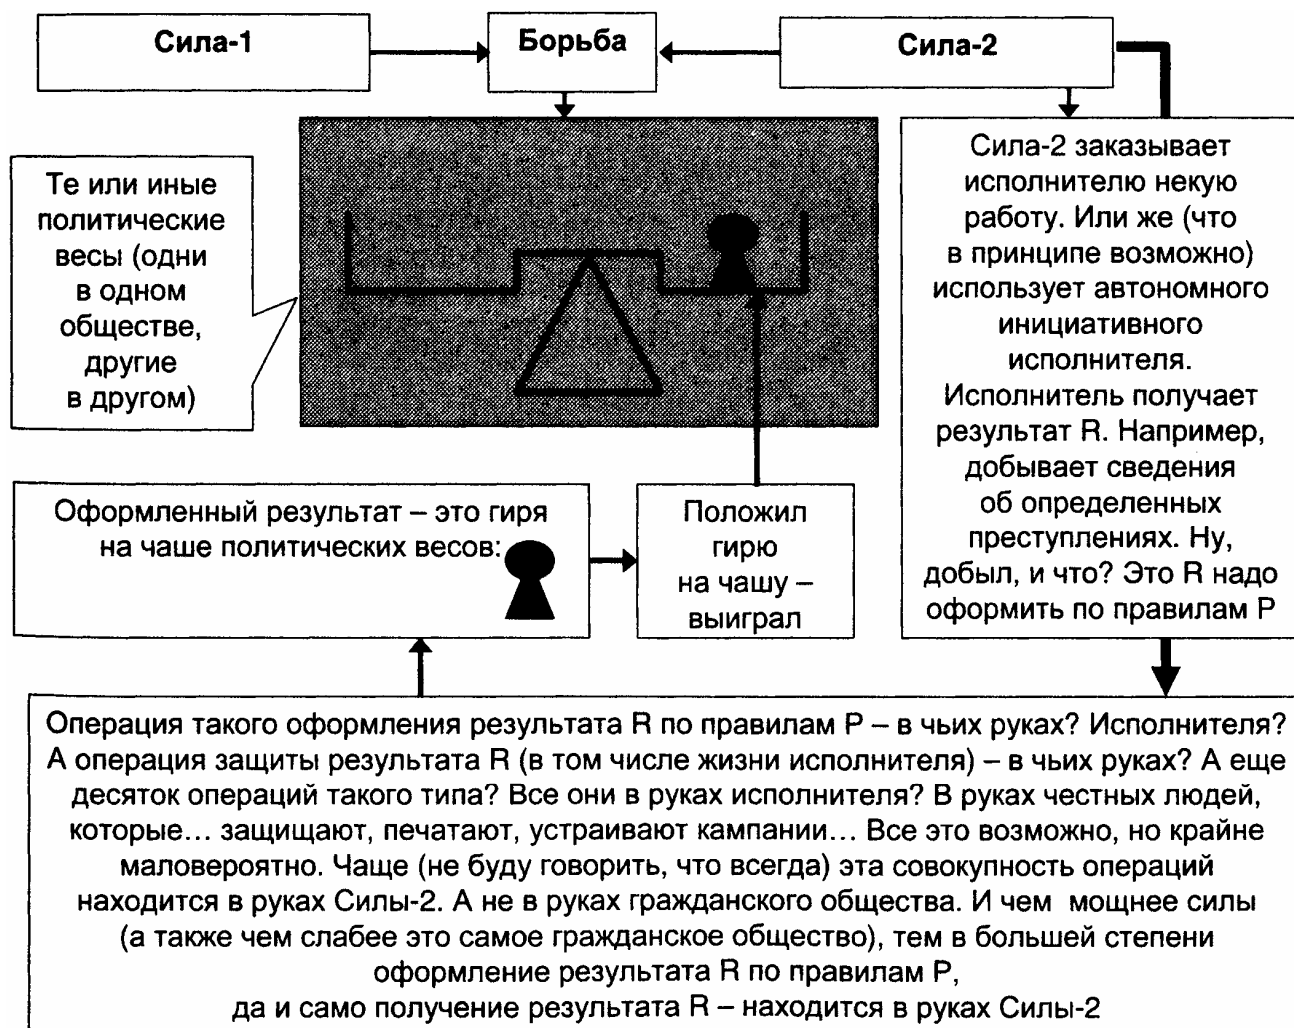 Сила-1
Борьба
Сила-2
Те или иные
политические
весы (одни
в одном
обществе,
другие
в другом)
Сила-2 заказывает
исполнителю некую
работу. Или же (что
в принципе возможно)
использует автономного
инициативного
исполнителя.
Исполнитель получает
результат R. Например,
добывает сведения
об определенных
преступлениях. Ну,
добыл, и что? Это R надо
оформить по правилам P
Оформленный результат – это гиря
на чаше политических весов:
Положил
гирю
на чашу –
выиграл
Операция такого оформления результата R по правилам P – в чьих руках? Исполнителя?
А операция защиты результата R (в том числе жизни исполнителя) – в чьих руках? А еще
десяток операций такого типа? Все они в руках исполнителя? В руках честных людей,
которые... защищают, печатают, устраивают кампании... Все это возможно, но крайне
маловероятно. Чаще (не буду говорить, что всегда) эта совокупность операций
находится в руках Силы-2. А не в руках гражданского общества. И чем мощнее силы
(а также чем слабее это самое гражданское общество), тем в большей степени
оформление результата R по правилам P,
да и само получение результата R – находится в руках Силы-2